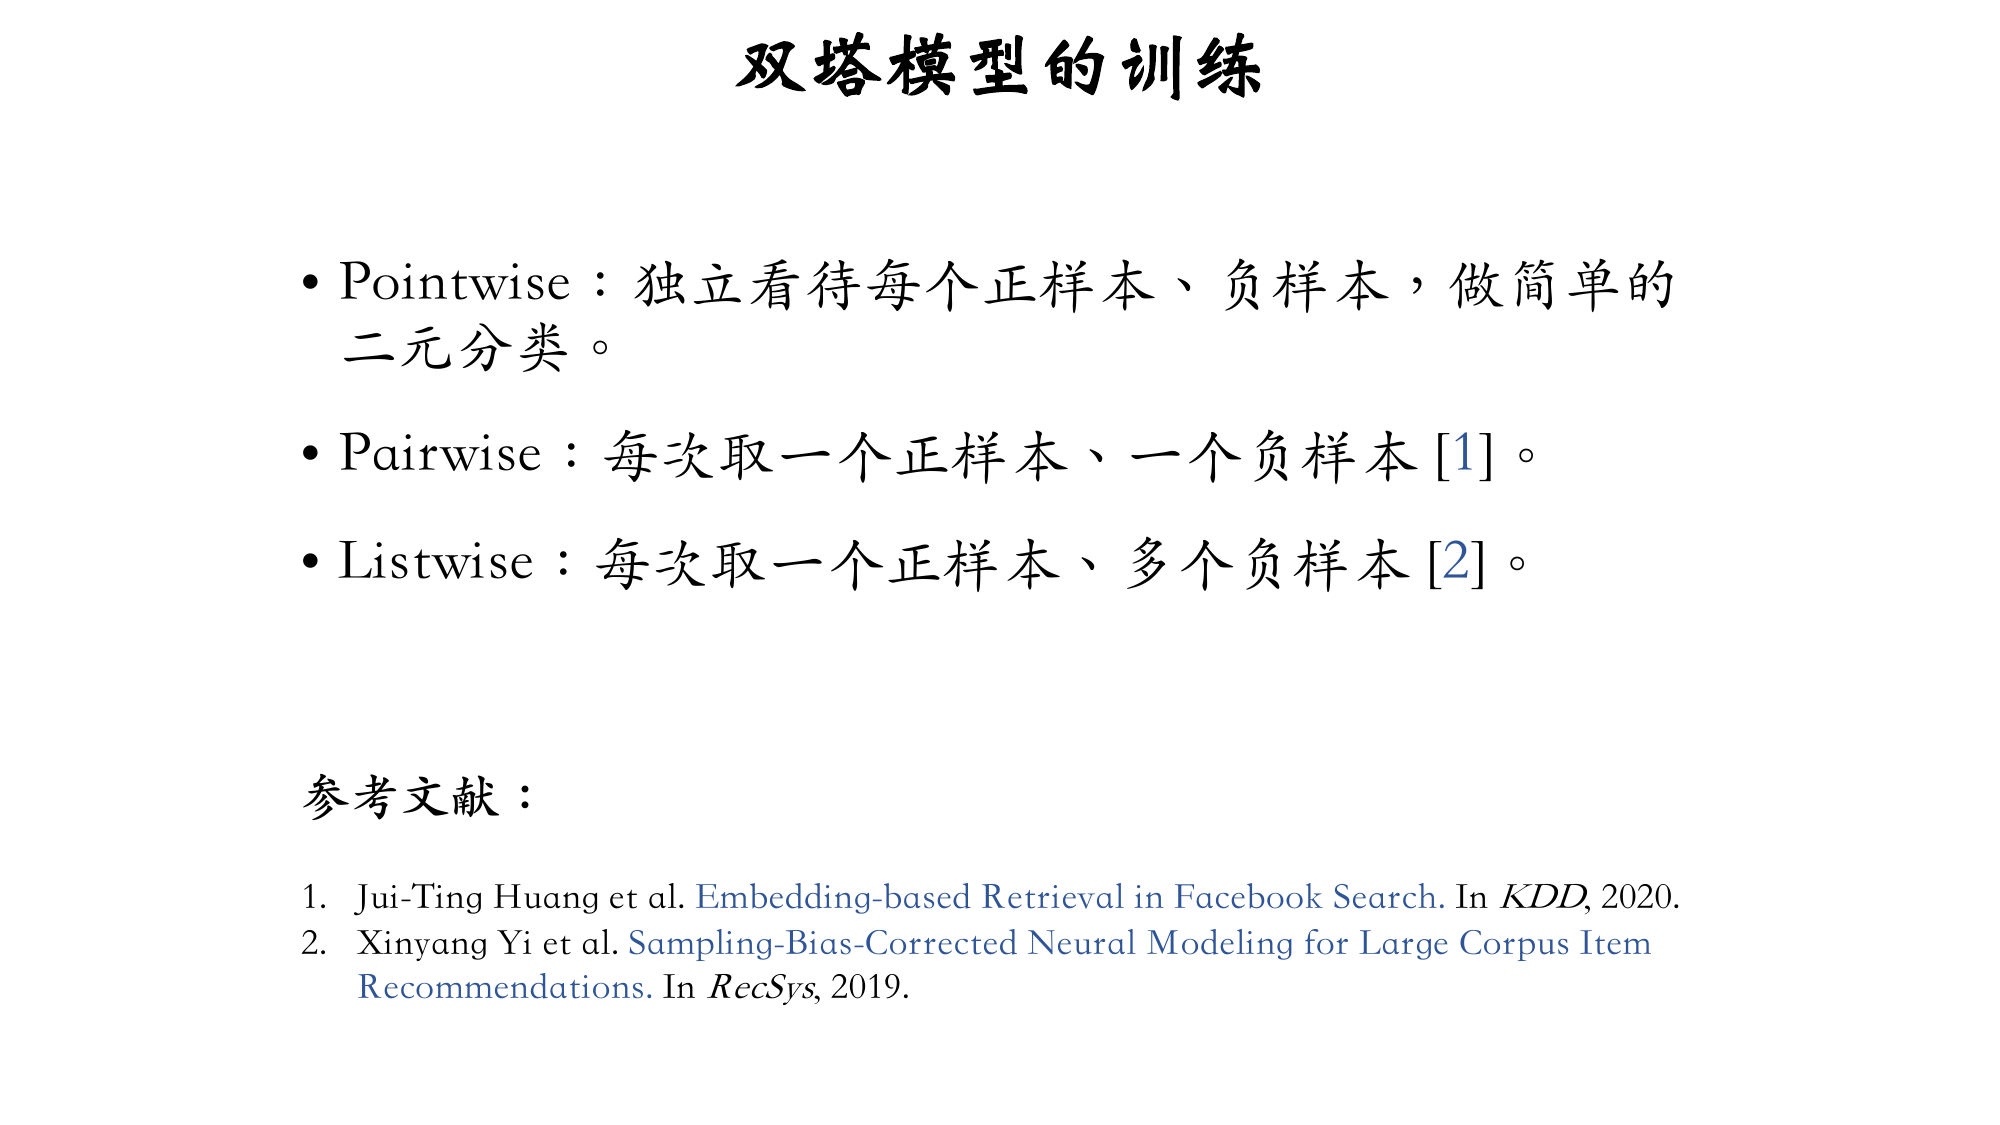 双塔模型的训练
• Pointwise：独立看待每个正样本、负样本，做简单的
二元分类。
• Pairwise：每次取一个正样本、一个负样本 [1]。
• Listwise：每次取一个正样本、多个负样本 [2]。
参考文献：
1. Jui-Ting Huang et al. Embedding-based Retrieval in Facebook Search. In KDD, 2020.
2. Xinyang Yi et al. Sampling-Bias-Corrected Neural Modeling for Large Corpus Item
Recommendations. In RecSys, 2019.